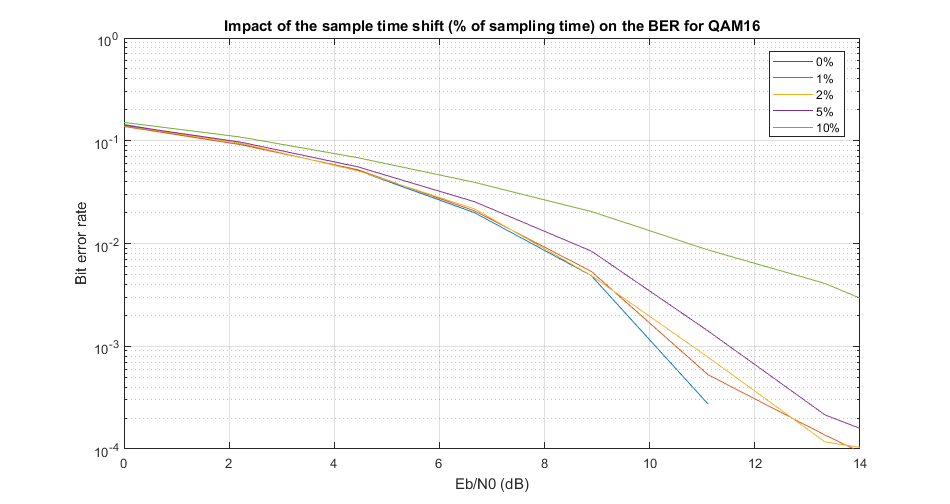 Impact of the sample time shift (% of sampling time) on the BER for QAM16
10^0
10^-1
10^-2
10^-3
10^-4
Bit error rate
0%
1%
2%
5%
10%
0 2 4 6 8 10 12 14
Eb/N0 (dB)